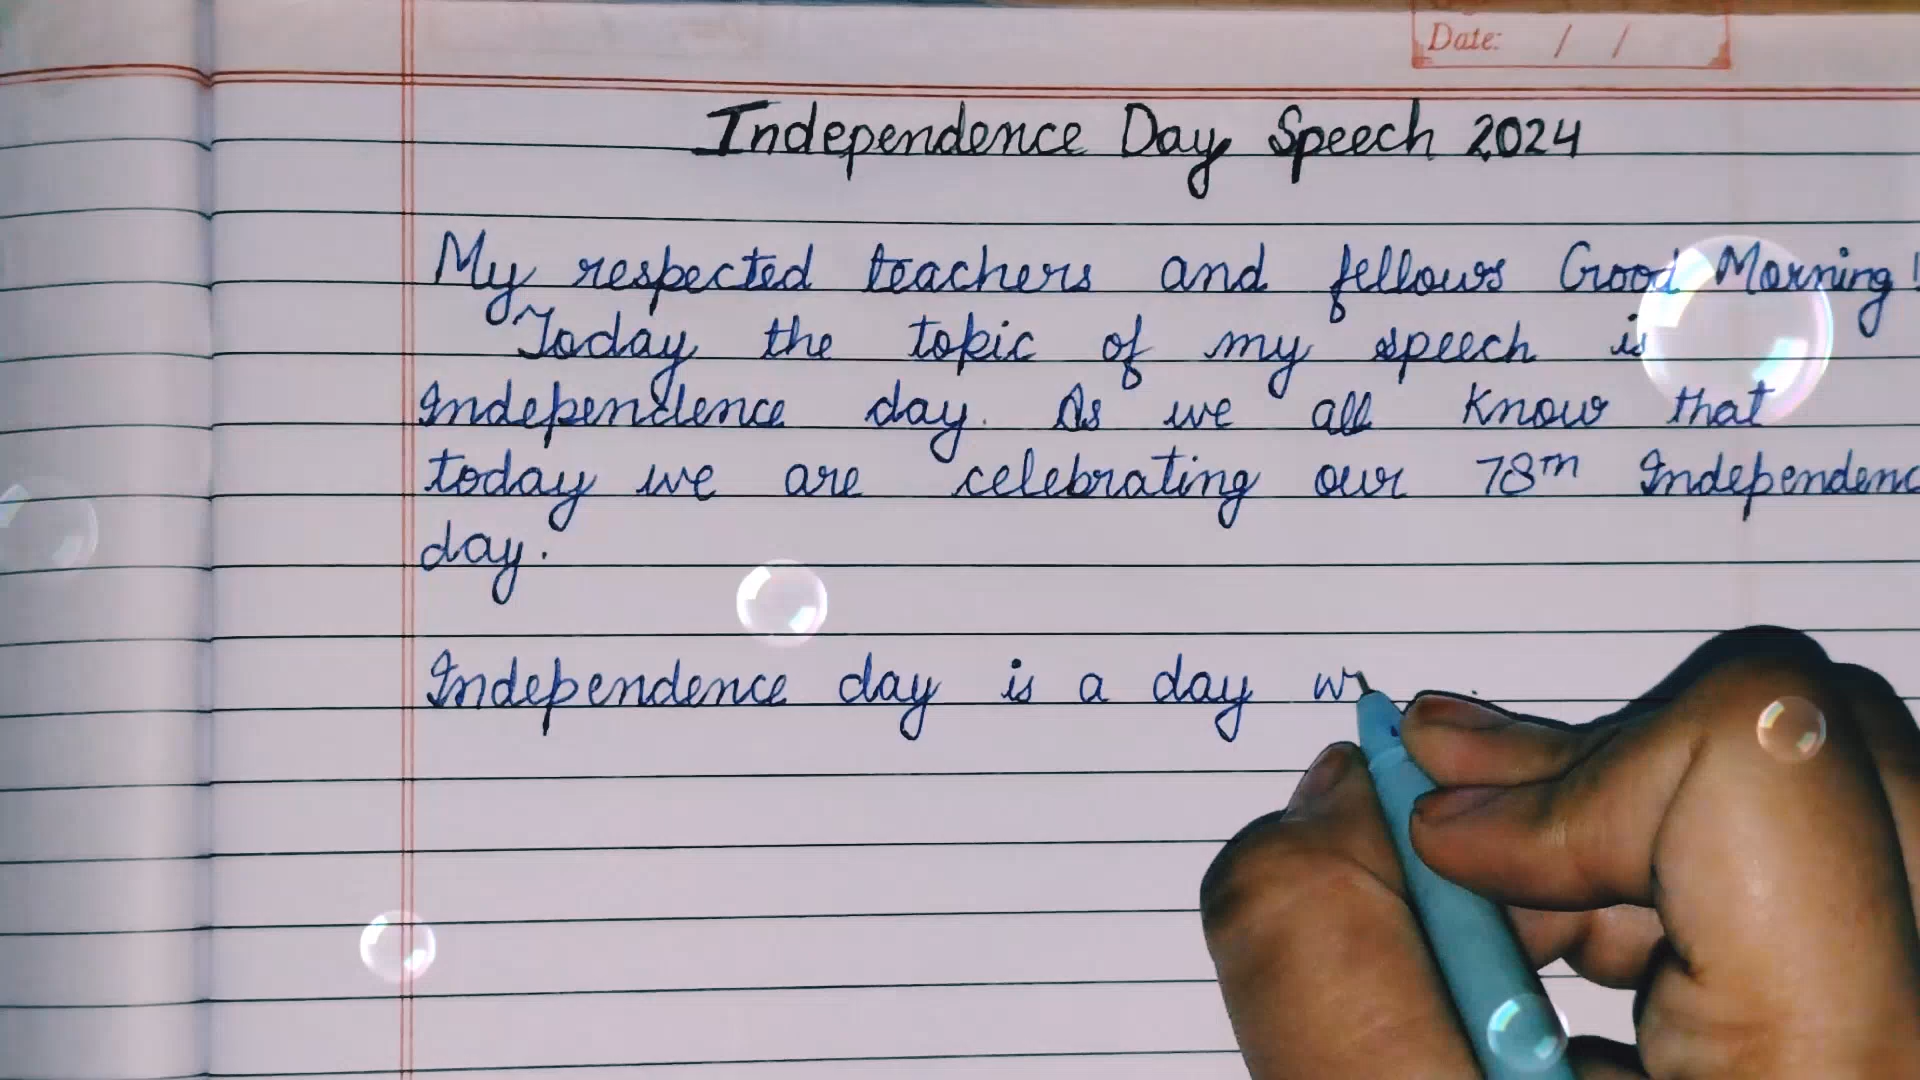 Date: / /
Independence Day Speech 2024
My respected teachers and fellows Good Morning!
Today the topic of my speech is
Independence day. As we all know that
today we are celebrating our 78th Independenc
day.
Independence day is a day w